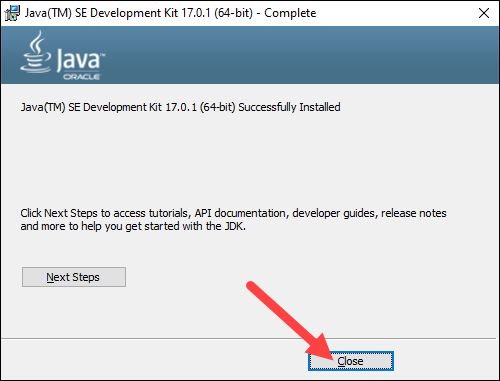 Java(TM) SE Development Kit 17.0.1 (64-bit) - Complete
Java™
ORACLE
Java(TM) SE Development Kit 17.0.1 (64-bit) Successfully Installed
Click Next Steps to access tutorials, API documentation, developer guides, release notes
and more to help you get started with the JDK.
Next Steps
Close